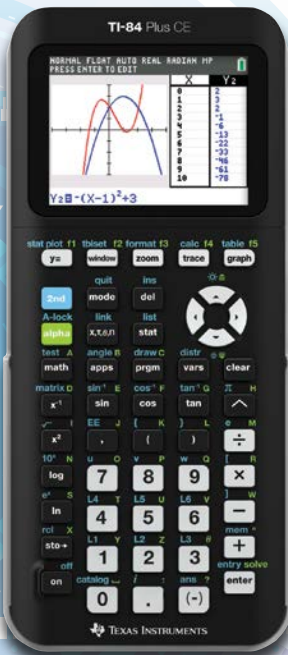 TI-84 Plus CE
NORMAL FLOAT AUTO REAL RADIAN MP
PRESS ENTER TO EDIT
X Y2
0 2
1 3
2 2
3 -1
4 -6
5 -13
6 -22
7 -33
8 -46
9 -61
10 -78
Y2=-(X-1)²+3
stat plot f1 tblset f2 format f3 calc f4 table f5
y= window zoom trace graph
quit ins
2nd mode del
A-lock link list
alpha X,T,θ,n stat
test A angle B draw C distr
math apps prgm vars clear
matrix D sin⁻¹ E cos⁻¹ F tan⁻¹ G π H
x⁻¹ sin cos tan ^
√ I EE J { K } L e M
x² , ( ) ÷
10ˣ N u O v P w Q [ R
log 7 8 9 ×
eˣ S L4 T L5 U L6 V ] W
ln 4 5 6 −
rcl X L1 Y L2 Z L3 θ mem "
sto→ 1 2 3 +
off catalog i : ans ? entry solve
on 0 . (-) enter
TEXAS INSTRUMENTS